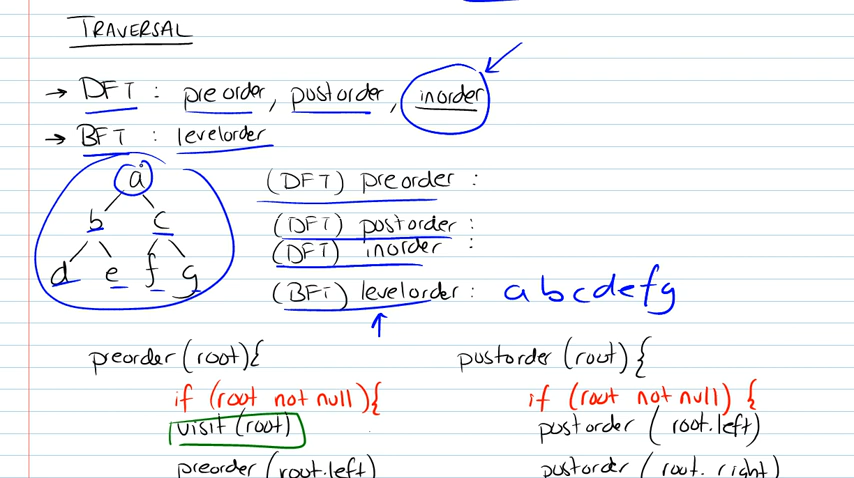 TRAVERSAL
→ DFT : preorder, postorder, inorder
→ BFT : levelorder
a
b c
d e f g
(DFT) preorder :
(DFT) postorder :
(DFT) inorder :
(BFT) levelorder : abcdefg
preorder (root){
if (root not null){
visit (root)
preorder (root.left)
postorder (root) {
if (root not null) {
postorder ( root.left)
postorder (root. right)